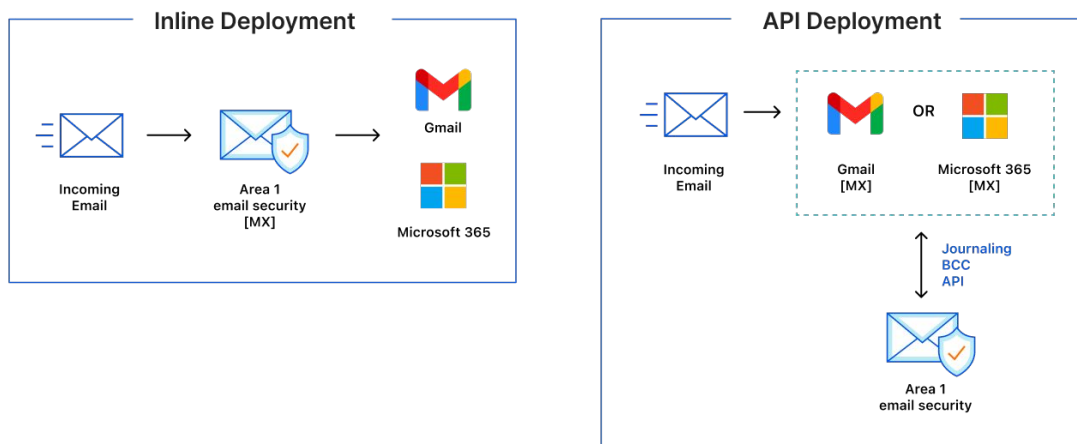 Inline Deployment
Incoming
Email
Area 1
email security
[MX]
Gmail
Microsoft 365
API Deployment
Incoming
Email
Gmail
[MX]
OR
Microsoft 365
[MX]
Journaling
BCC
API
Area 1
email security